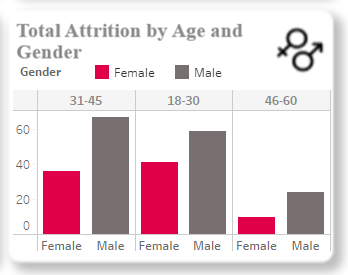 Total Attrition by Age and
Gender
Gender Female Male
31-45 18-30 46-60
60
40
20
0
Female Male Female Male Female Male